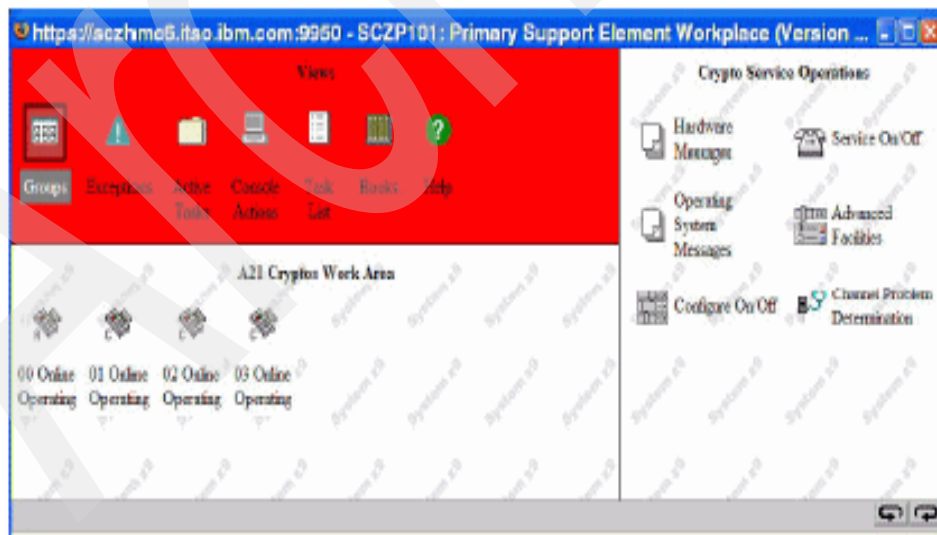 https://sczhmc6.itso.ibm.com:9950 - SCZP101: Primary Support Element Workplace (Version ...
Views
Groups
Exceptions
Active
Tasks
Console
Actions
Task
List
Books
Help
A21 Cryptos Work Area
00 Online
Operating
01 Online
Operating
02 Online
Operating
03 Online
Operating
Crypto Service Operations
Hardware
Messages
Service On/Off
Operating
System
Messages
Advanced
Facilities
Configure On/Off
Channel Problem
Determination
System z9